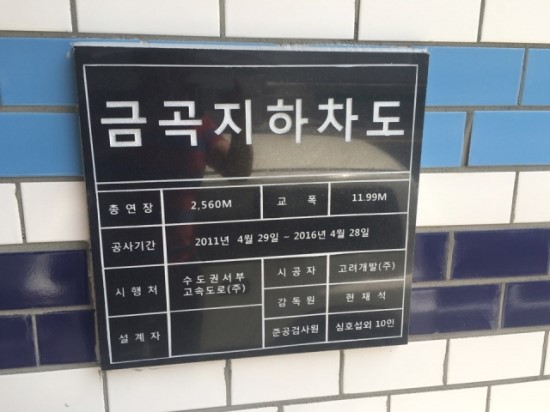 금곡지하차도
총 연 장 2,560M 교 폭 11.99M
공사기간 2011년 4월 29일 ~ 2016년 4월 28일
시 행 처 수도권서부
고속도로(주)
시 공 자 고려개발(주)
감 독 원 현 재 석
설 계 자
준공검사원 심호섭외 10인